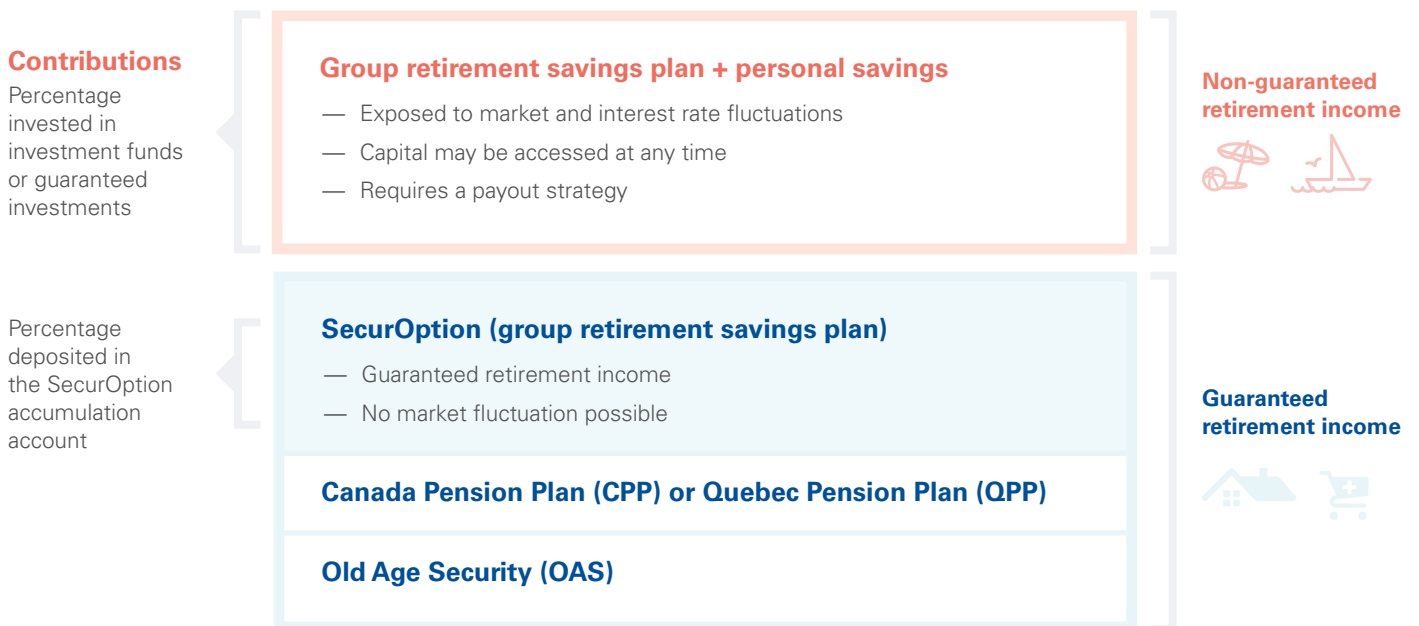 Contributions
Percentage
invested in
investment funds
or guaranteed
investments
Group retirement savings plan + personal savings
— Exposed to market and interest rate fluctuations
— Capital may be accessed at any time
— Requires a payout strategy
Non-guaranteed
retirement income
Percentage
deposited in
the SecurOption
accumulation
account
SecurOption (group retirement savings plan)
— Guaranteed retirement income
— No market fluctuation possible
Canada Pension Plan (CPP) or Quebec Pension Plan (QPP)
Old Age Security (OAS)
Guaranteed
retirement income